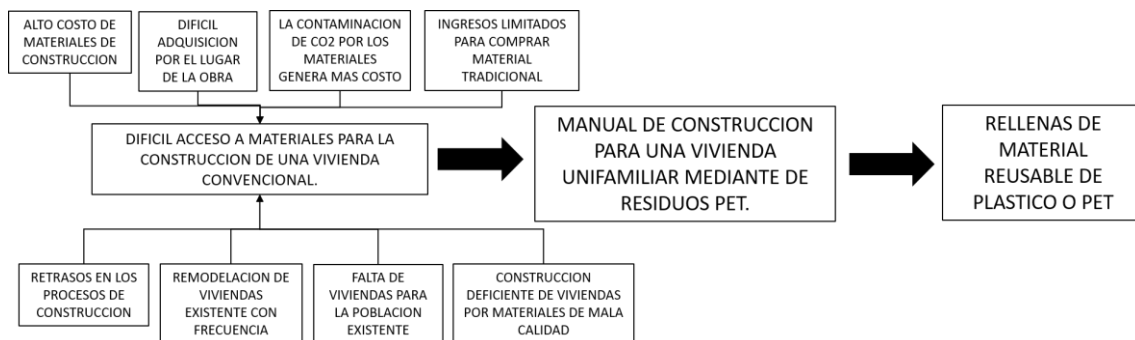 ALTO COSTO DE
MATERIALES DE
CONSTRUCCION
DIFICIL
ADQUISICION
POR EL LUGAR
DE LA OBRA
LA CONTAMINACION
DE CO2 POR LOS
MATERIALES
GENERA MAS COSTO
INGRESOS LIMITADOS
PARA COMPRAR
MATERIAL
TRADICIONAL
DIFICIL ACCESO A MATERIALES PARA LA
CONSTRUCCION DE UNA VIVIENDA
CONVENCIONAL.
MANUAL DE CONSTRUCCION
PARA UNA VIVIENDA
UNIFAMILIAR MEDIANTE DE
RESIDUOS PET.
RELLENAS DE
MATERIAL
REUSABLE DE
PLASTICO O PET
RETRASOS EN LOS
PROCESOS DE
CONSTRUCCION
REMODELACION DE
VIVIENDAS
EXISTENTE CON
FRECUENCIA
FALTA DE
VIVIENDAS PARA
LA POBLACION
EXISTENTE
CONSTRUCCION
DEFICIENTE DE VIVIENDAS
POR MATERIALES DE MALA
CALIDAD